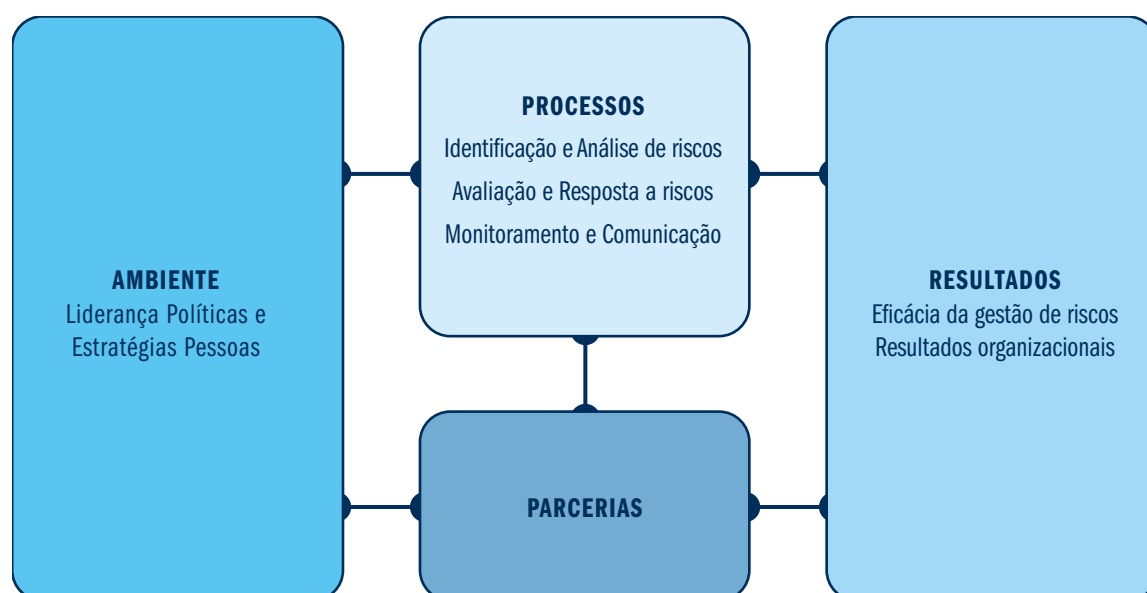 AMBIENTE
Liderança Políticas e
Estratégias Pessoas
PROCESSOS
Identificação e Análise de riscos
Avaliação e Resposta a riscos
Monitoramento e Comunicação
PARCERIAS
RESULTADOS
Eficácia da gestão de riscos
Resultados organizacionais